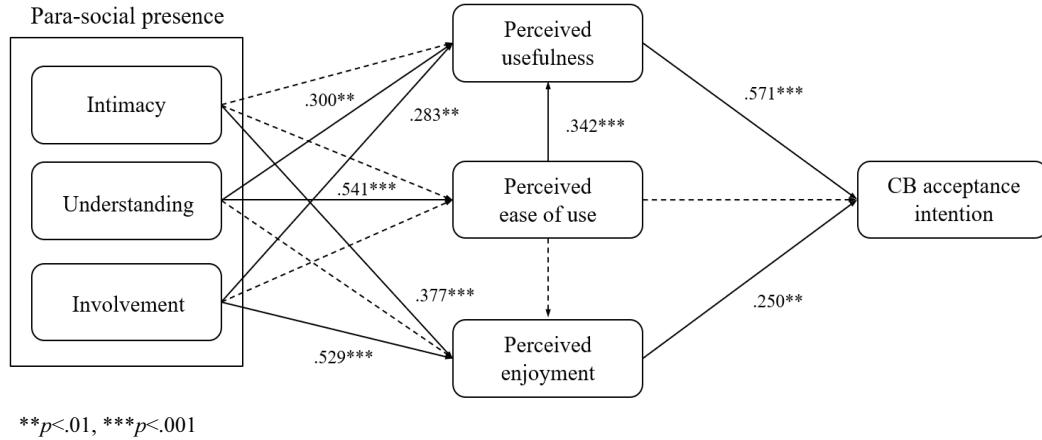 Para-social presence
Intimacy
Understanding
Involvement
Perceived
usefulness
Perceived
ease of use
Perceived
enjoyment
CB acceptance
intention
.300**
.283**
.342***
.541***
.377***
.529***
.571***
.250**
**p<.01, ***p<.001